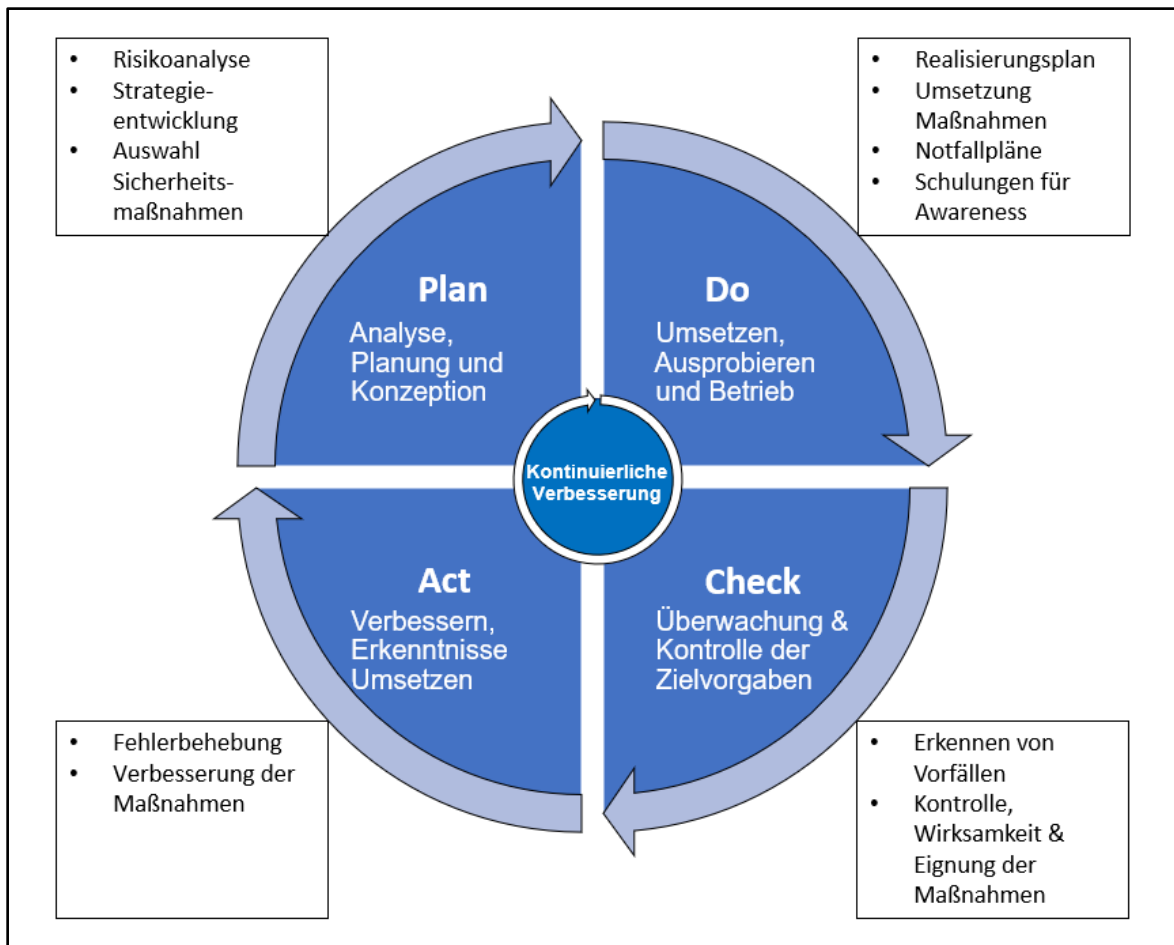 • Risikoanalyse
• Strategie-
entwicklung
• Auswahl
Sicherheits-
maßnahmen
• Realisierungsplan
• Umsetzung
Maßnahmen
• Notfallpläne
• Schulungen für
Awareness
Plan
Analyse,
Planung und
Konzeption
Do
Umsetzen,
Ausprobieren
und Betrieb
Kontinuierliche
Verbesserung
Act
Verbessern,
Erkenntnisse
Umsetzen
Check
Überwachung &
Kontrolle der
Zielvorgaben
• Fehlerbehebung
• Verbesserung der
Maßnahmen
• Erkennen von
Vorfällen
• Kontrolle,
Wirksamkeit &
Eignung der
Maßnahmen